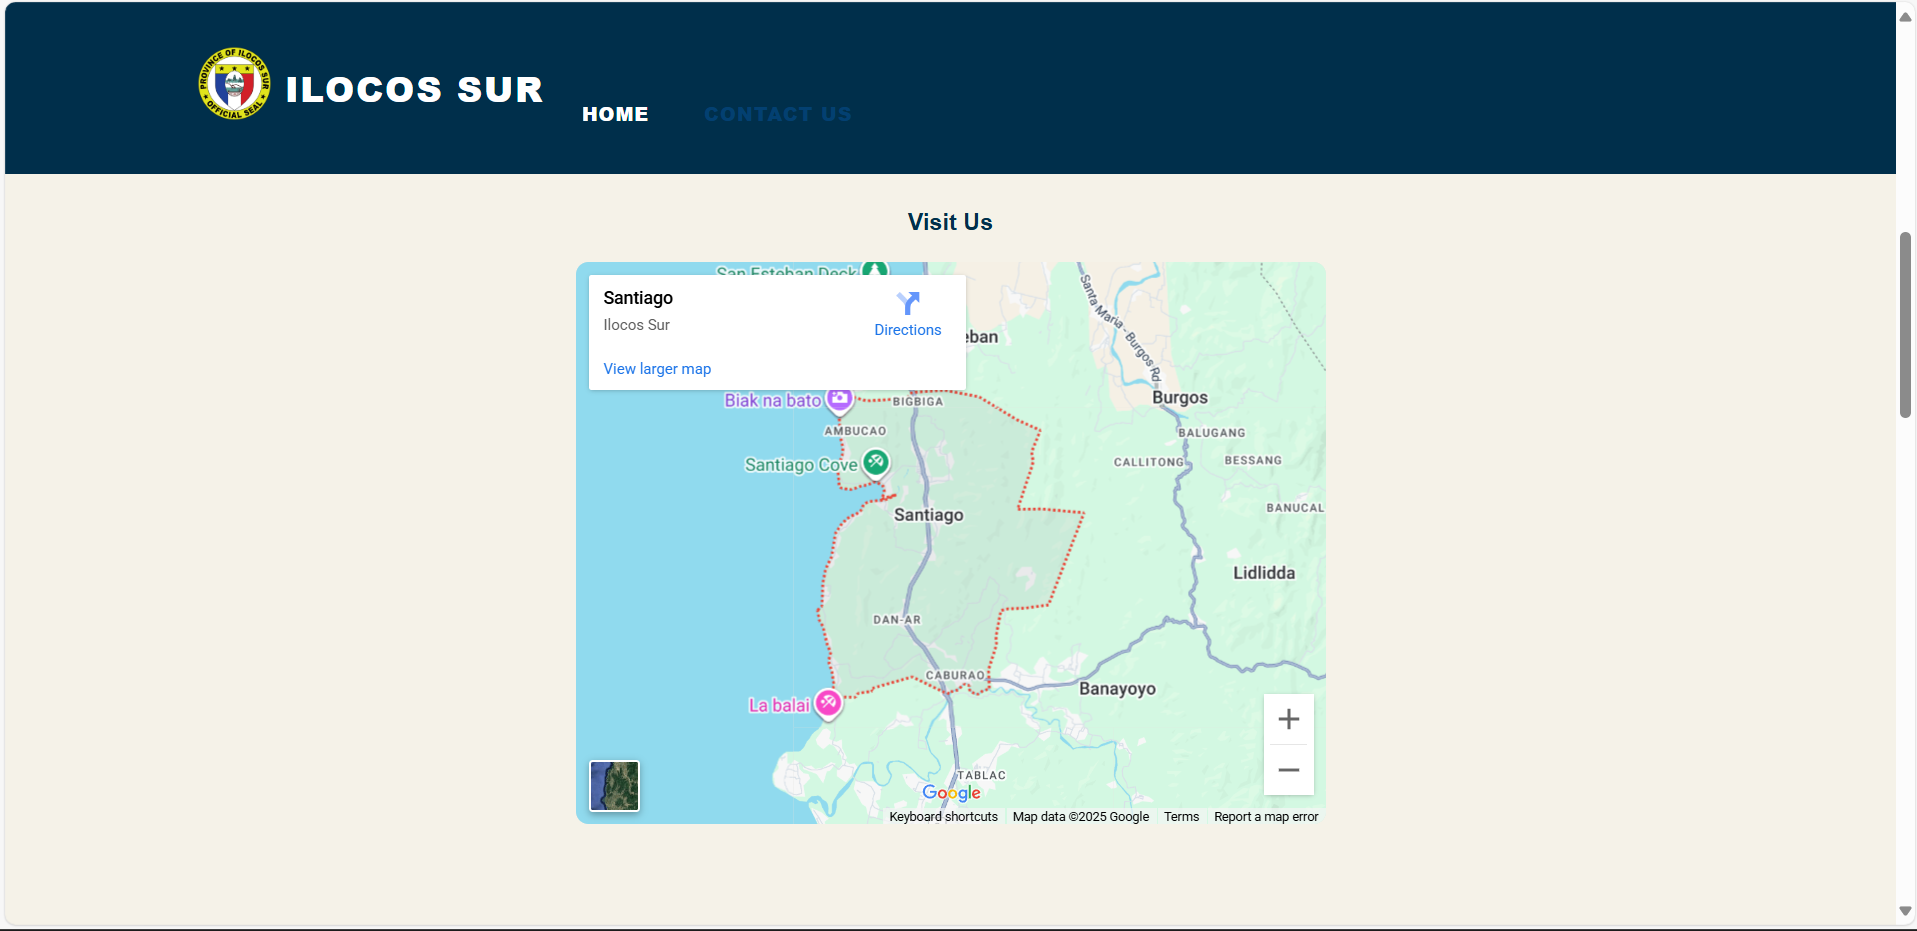 PROVINCE OF ILOCOS SUR
OFFICIAL SEAL
ILOCOS SUR
HOME
CONTACT US
Visit Us
San Esteban Deck
Santiago
Ilocos Sur
Directions
View larger map
eban
Santa Maria - Burgos Rd
Burgos
Biak na bato
BIGBIGA
AMBUCAO
BALUGANG
Santiago Cove
CALLITONG
BESSANG
BANUCAL
Santiago
Lidlidda
DAN-AR
CABURAO
Banayoyo
La balai
TABLAC
Google
Keyboard shortcuts
Map data ©2025 Google
Terms
Report a map error